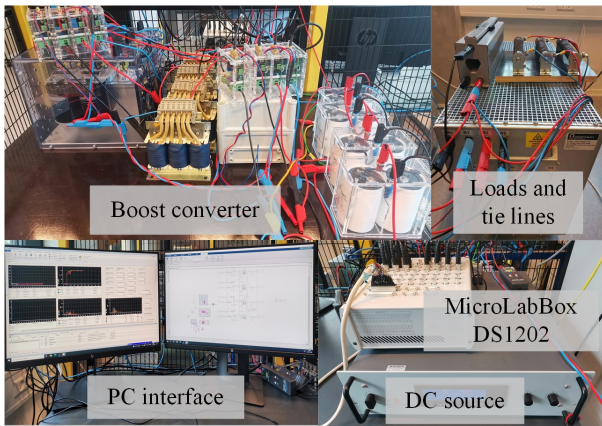 Boost converter
Loads and
tie lines
PC interface
MicroLabBox
DS1202
DC source